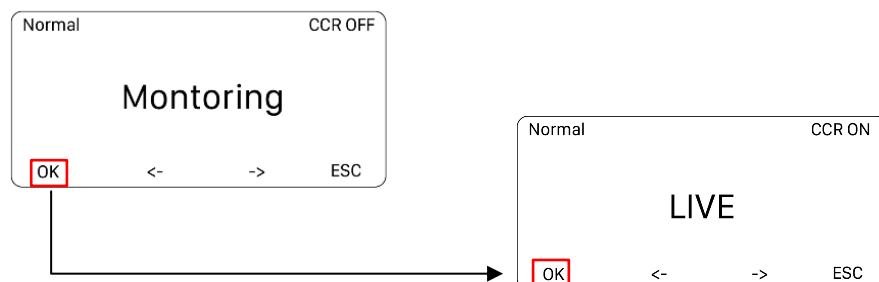 Normal CCR OFF
Montoring
OK <- -> ESC
Normal CCR ON
LIVE
OK <- -> ESC